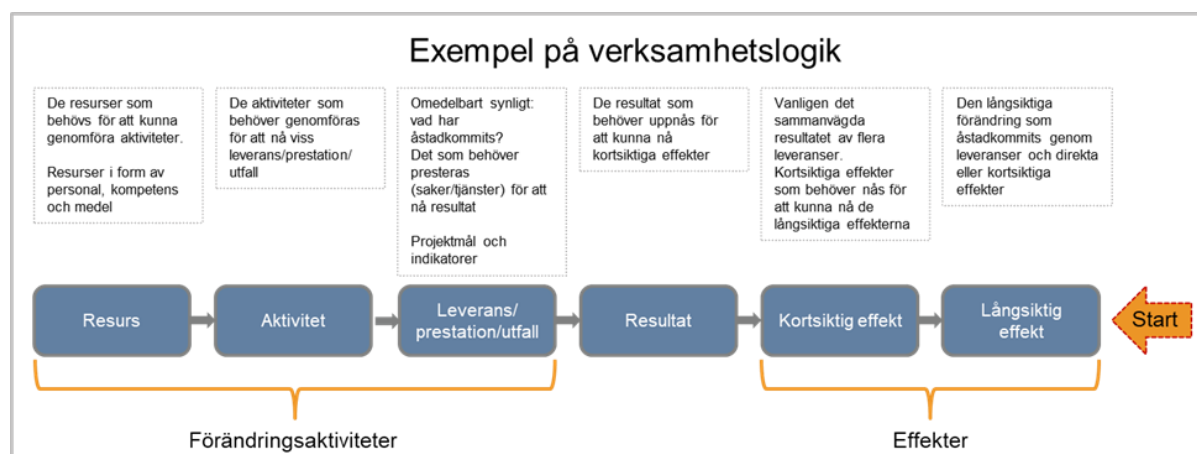 Exempel på verksamhetslogik
De resurser som
behövs för att kunna
genomföra aktiviteter.
Resurser i form av
personal, kompetens
och medel
De aktiviteter som
behöver genomföras
för att nå viss
leverans/prestation/
utfall
Omedelbart synligt:
vad har
åstadkommits?
Det som behöver
presteras
(saker/tjänster) för att
nå resultat
Projektmål och
indikatorer
De resultat som
behöver uppnås för
att kunna nå
kortsiktiga effekter
Vanligen det
sammanvägda
resultatet av flera
leveranser.
Kortsiktiga effekter
som behöver nås för
att kunna nå de
långsiktiga effekterna
Den långsiktiga
förändring som
åstadkommits genom
leveranser och direkta
eller kortsiktiga
effekter
Resurs
Aktivitet
Leverans/
prestation/utfall
Resultat
Kortsiktig effekt
Långsiktig
effekt
Start
Förändringsaktiviteter
Effekter